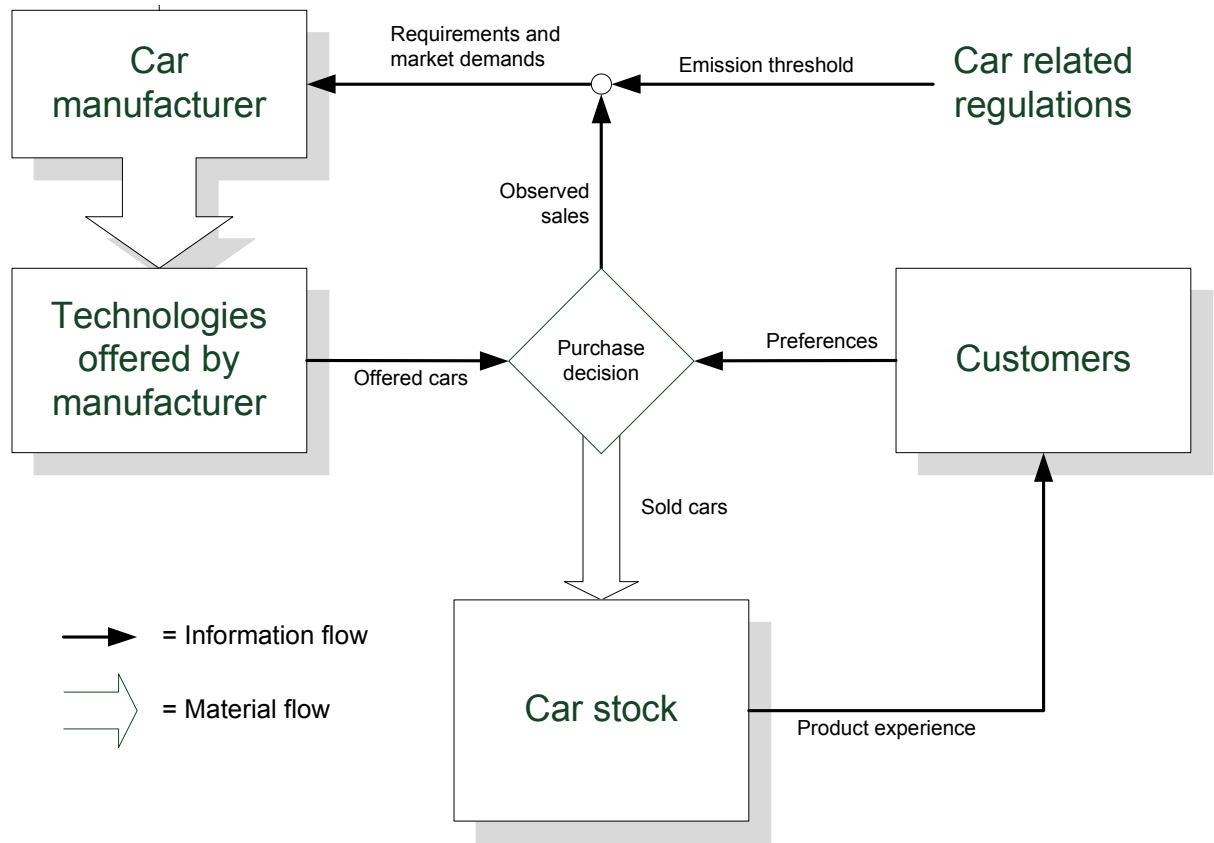 Car
manufacturer
Requirements and
market demands
Emission threshold
Car related
regulations
Observed
sales
Technologies
offered by
manufacturer
Offered cars
Purchase
decision
Preferences
Customers
Sold cars
Car stock
Product experience
= Information flow
= Material flow